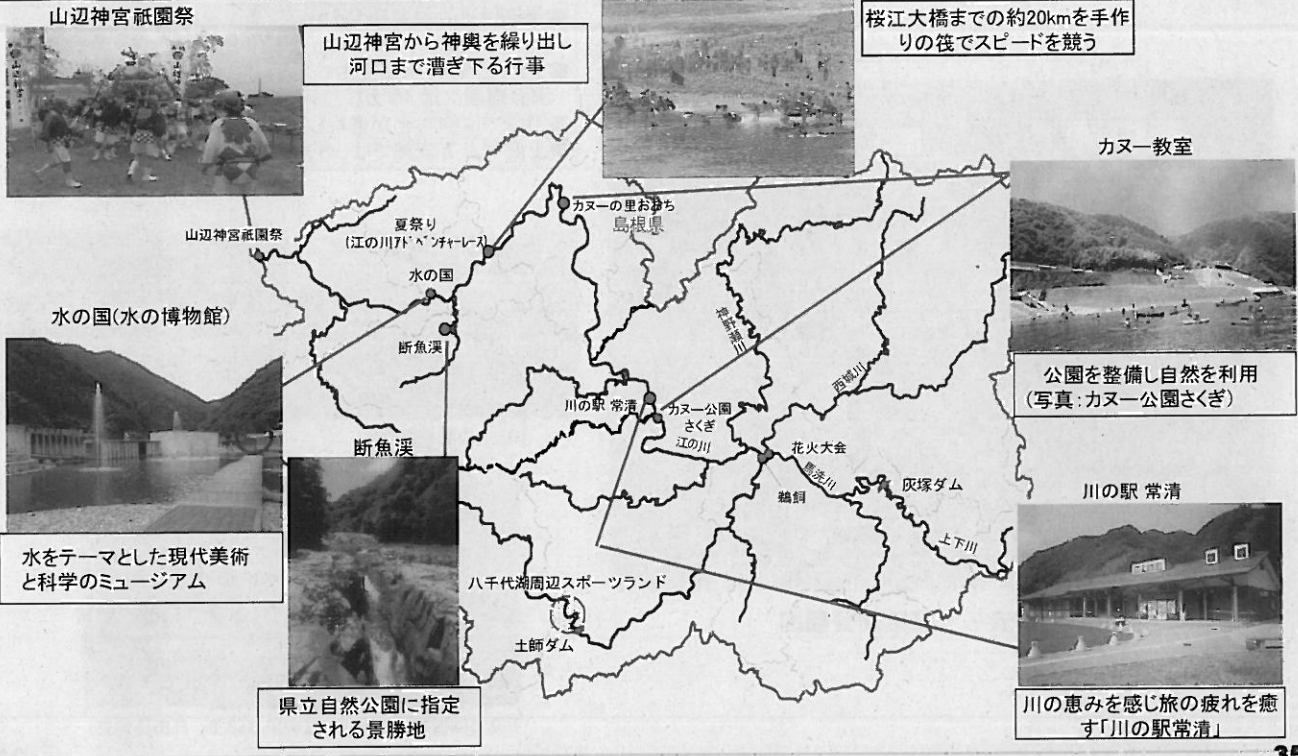 山辺神宮祇園祭
山辺神宮から神輿を繰り出し
河口まで漕ぎ下る行事
桜江大橋までの約20kmを手作
りの筏でスピードを競う
カヌー教室
カヌーの里おおち
島根県
夏祭り
(江の川アドベンチャーレース)
山辺神宮祇園祭
水の国
水の国(水の博物館)
断魚渓
神野瀬川
西城川
公園を整備し自然を利用
(写真:カヌー公園さくぎ)
川の駅 常清
カヌー公園
さくぎ
江の川
断魚渓
花火大会
馬洗川
鵜飼
灰塚ダム
川の駅 常清
上下川
水をテーマとした現代美術
と科学のミュージアム
八千代湖周辺スポーツランド
土師ダム
県立自然公園に指定
される景勝地
川の恵みを感じ旅の疲れを癒
す「川の駅常清」